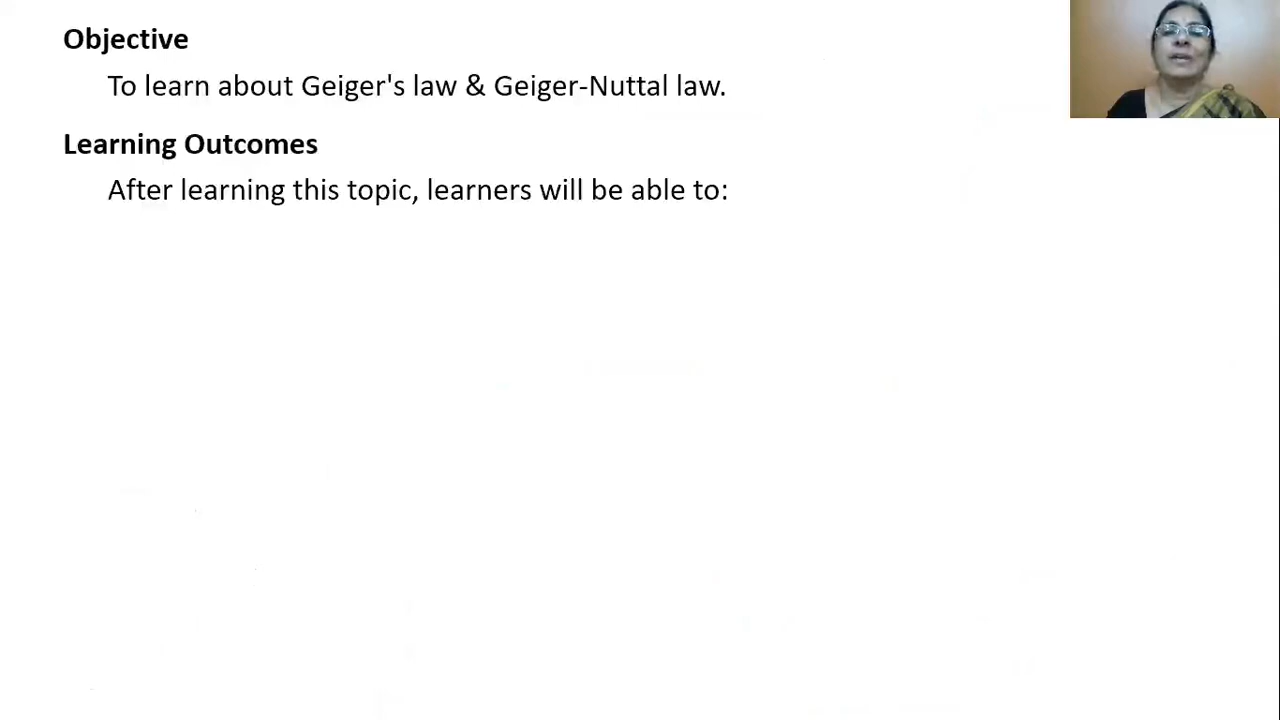 Objective
To learn about Geiger's law & Geiger-Nuttal law.
Learning Outcomes
After learning this topic, learners will be able to: